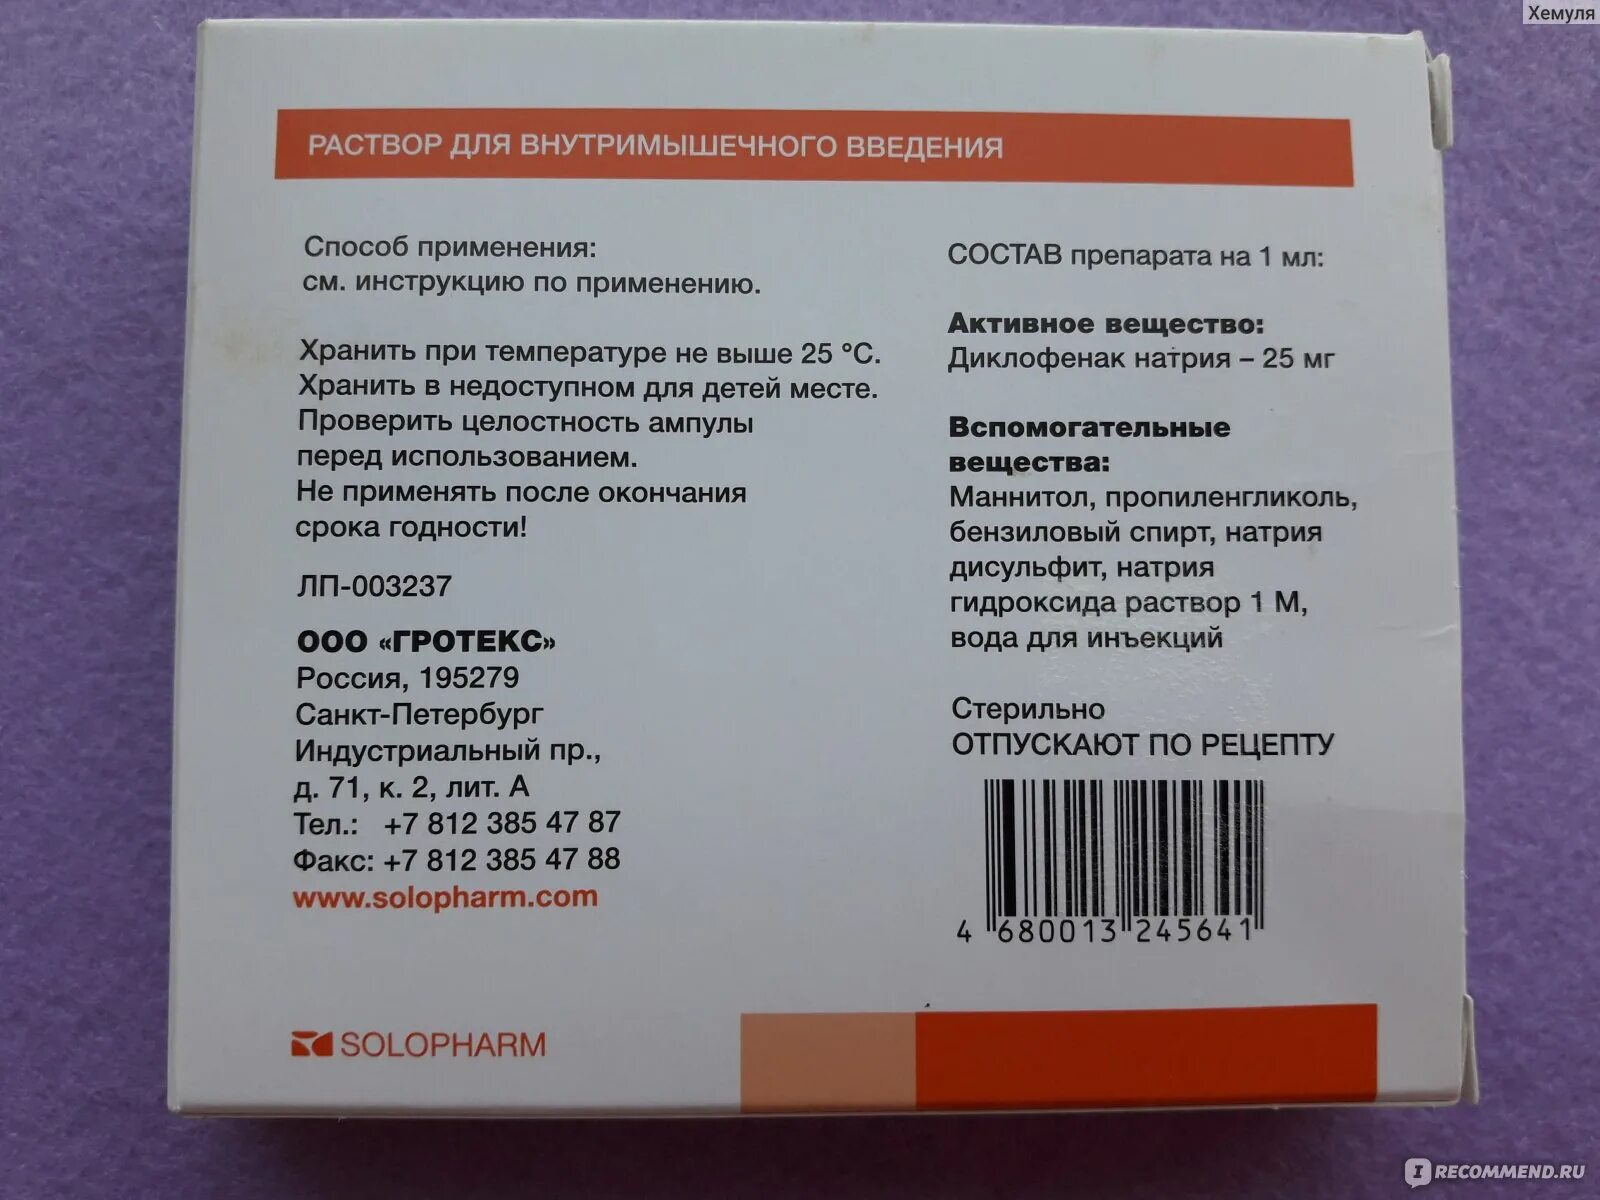 Хемуля
РАСТВОР ДЛЯ ВНУТРИМЫШЕЧНОГО ВВЕДЕНИЯ
Способ применения:
см. инструкцию по применению.
Хранить при температуре не выше 25 °С.
Хранить в недоступном для детей месте.
Проверить целостность ампулы
перед использованием.
Не применять после окончания
срока годности!
ЛП-003237
ООО «ГРОТЕКС»
Россия, 195279
Санкт-Петербург
Индустриальный пр.,
д. 71, к. 2, лит. А
Тел.: +7 812 385 47 87
Факс: +7 812 385 47 88
www.solopharm.com
SOLOPHARM
СОСТАВ препарата на 1 мл:
Активное вещество:
Диклофенак натрия – 25 мг
Вспомогательные
вещества:
Маннитол, пропиленгликоль,
бензиловый спирт, натрия
дисульфит, натрия
гидроксида раствор 1 М,
вода для инъекций
Стерильно
ОТПУСКАЮТ ПО РЕЦЕПТУ
4 680013 245641
IRECOMMEND.RU